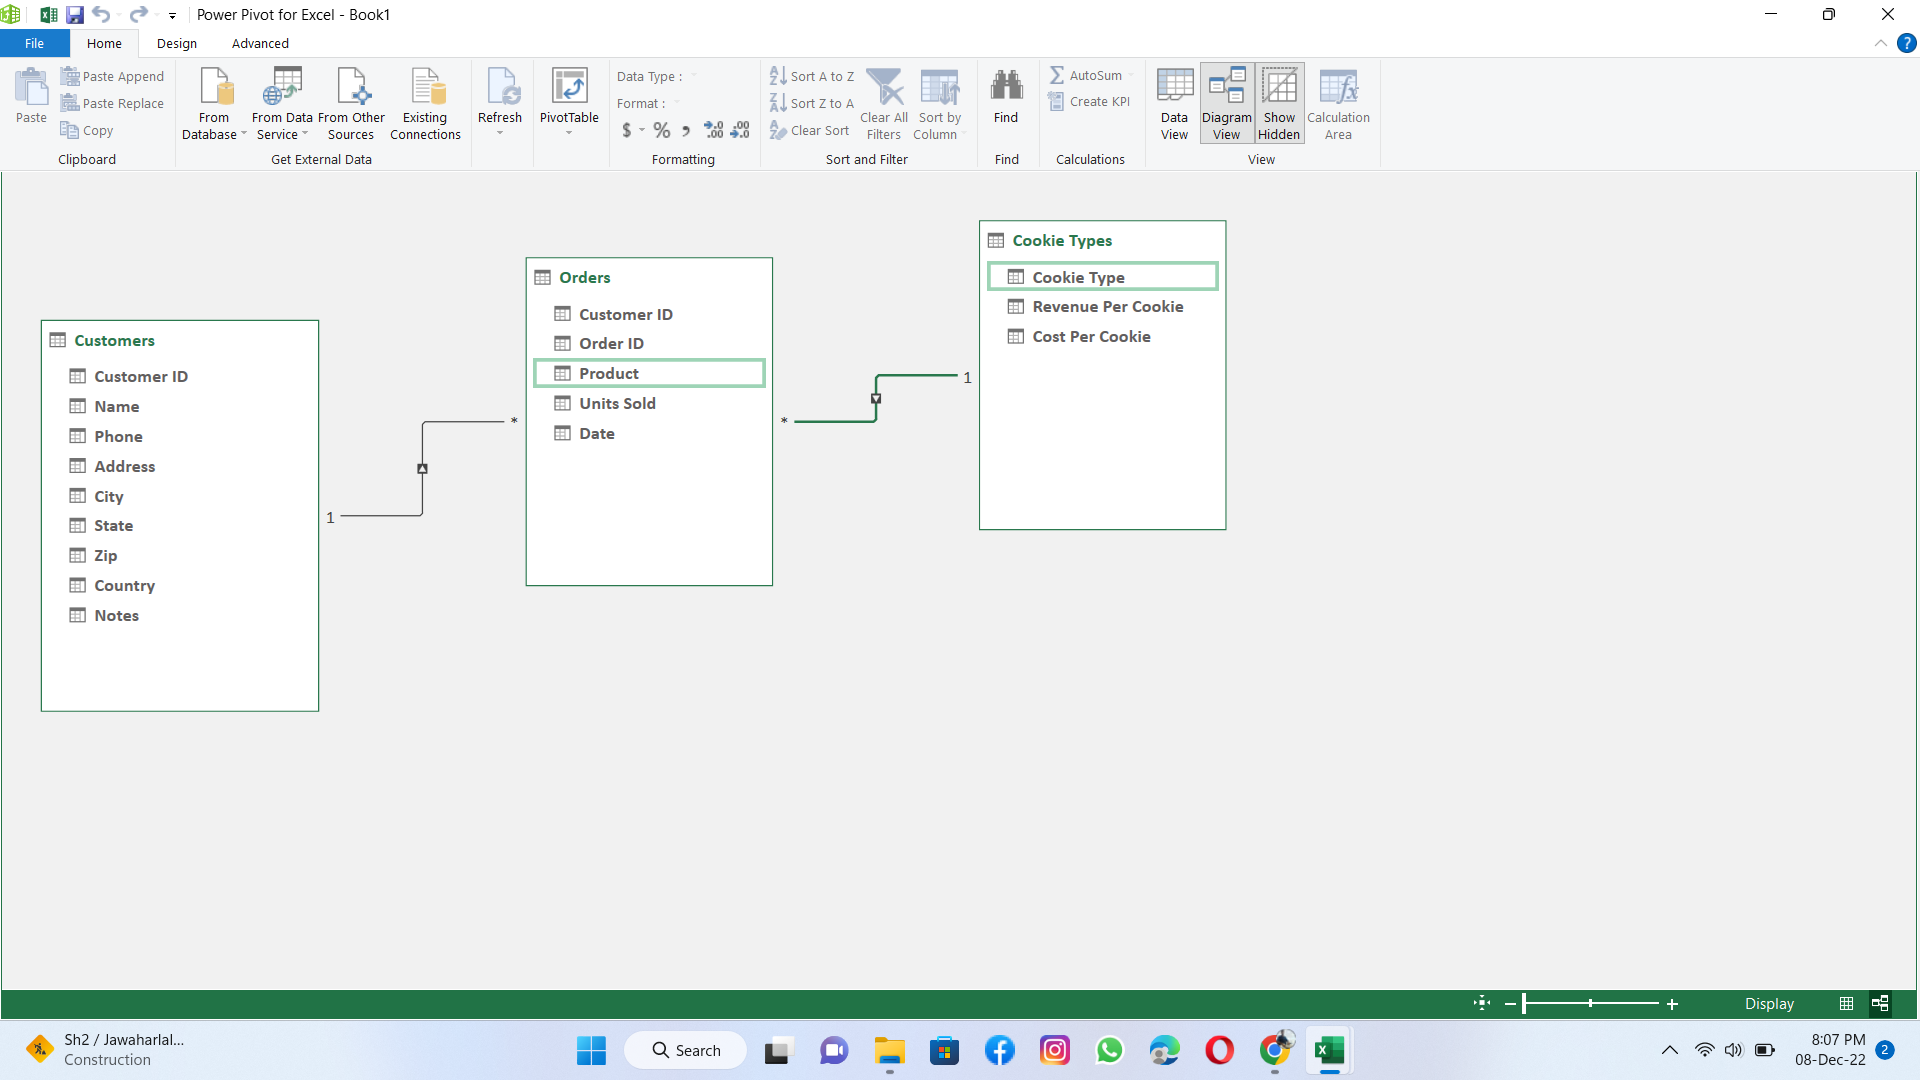 Power Pivot for Excel - Book1
File Home Design Advanced
Paste
Paste Append
Paste Replace
Copy
Clipboard
From Database
From Data Service
From Other Sources
Existing Connections
Get External Data
Refresh
PivotTable
Data Type :
Format :
$ % , .00 .00
Formatting
Sort A to Z
Sort Z to A
Clear Sort
Clear All Filters
Sort by Column
Sort and Filter
Find
Find
AutoSum
Create KPI
Calculations
Data View
Diagram View
Show Hidden
Calculation Area
View
Customers
Customer ID
Name
Phone
Address
City
State
Zip
Country
Notes
1
*
Orders
Customer ID
Order ID
Product
Units Sold
Date
*
1
Cookie Types
Cookie Type
Revenue Per Cookie
Cost Per Cookie
Display
Sh2 / Jawaharlal...
Construction
Search
8:07 PM
08-Dec-22
2